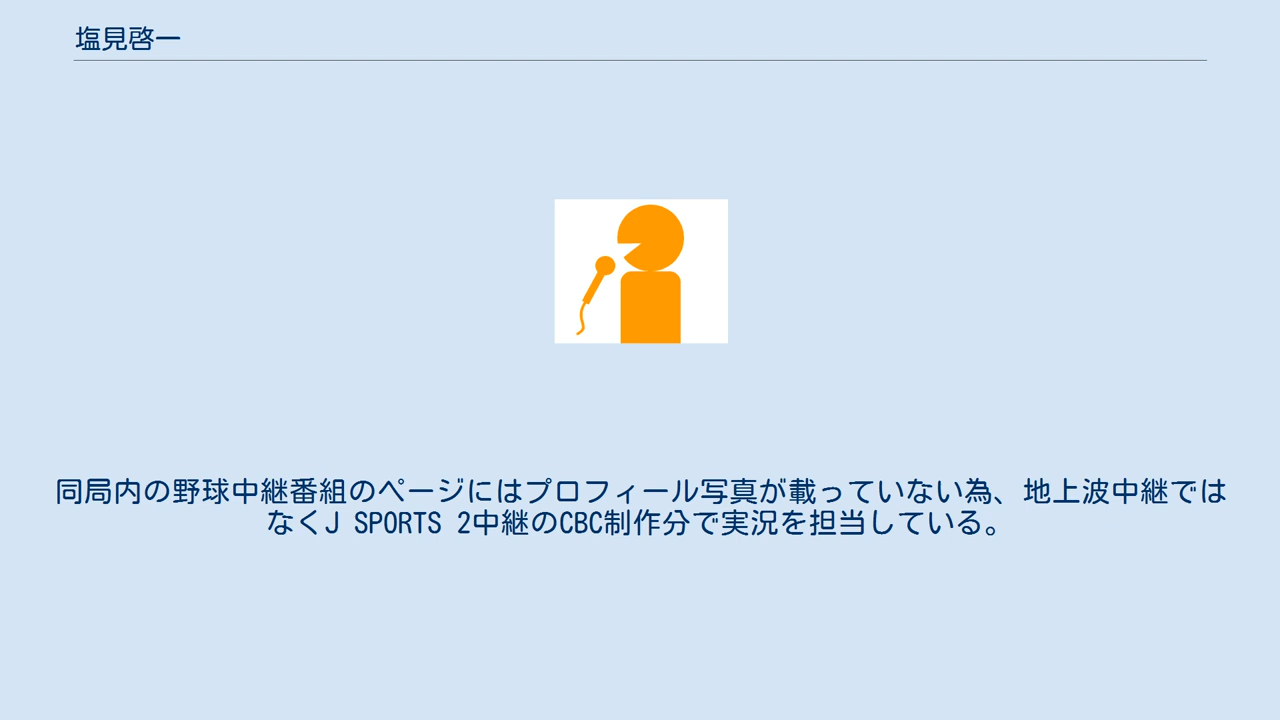 塩見啓一
同局内の野球中継番組のページにはプロフィール写真が載っていない為、地上波中継では
なくJ SPORTS 2中継のCBC制作分で実況を担当している。